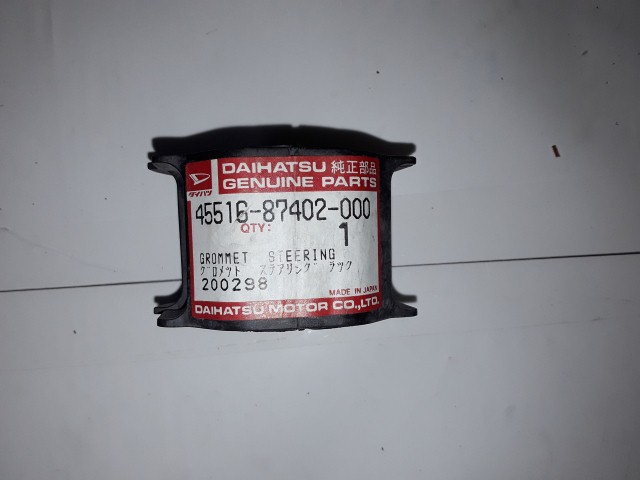 DAIHATSU 純正部品
GENUINE PARTS
ダイハツ
45516-87402-000
QTY: 1
GROMMET STEERING
グロメット ステアリング ラック
200298
MADE IN JAPAN
DAIHATSU MOTOR CO.,LTD.